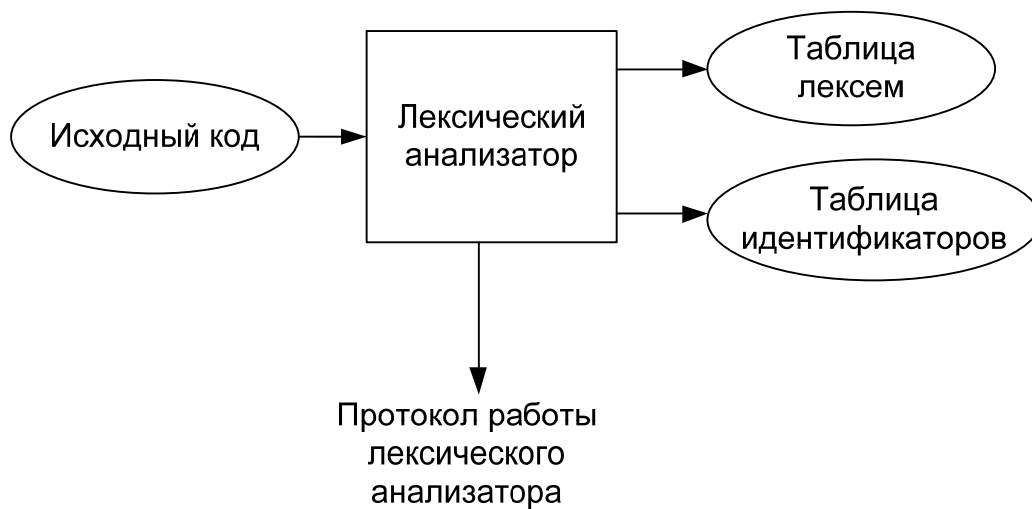 Исходный код
Лексический
анализатор
Таблица
лексем
Таблица
идентификаторов
Протокол работы
лексического
анализатора